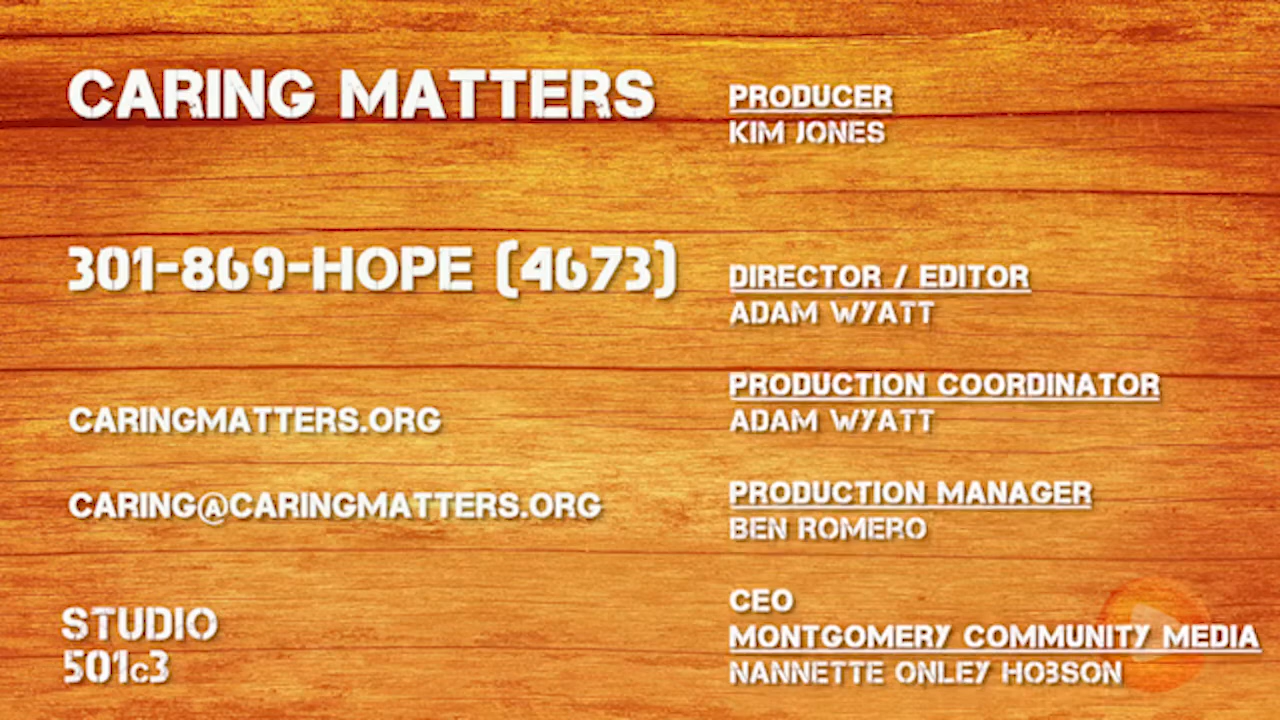 CARING MATTERS
301-869-HOPE (4673)
CARINGMATTERS.ORG
CARING@CARINGMATTERS.ORG
STUDIO
501c3
PRODUCER
KIM JONES
DIRECTOR / EDITOR
ADAM WYATT
PRODUCTION COORDINATOR
ADAM WYATT
PRODUCTION MANAGER
BEN ROMERO
CEO
MONTGOMERY COMMUNITY MEDIA
NANNETTE ONLEY HOBSON